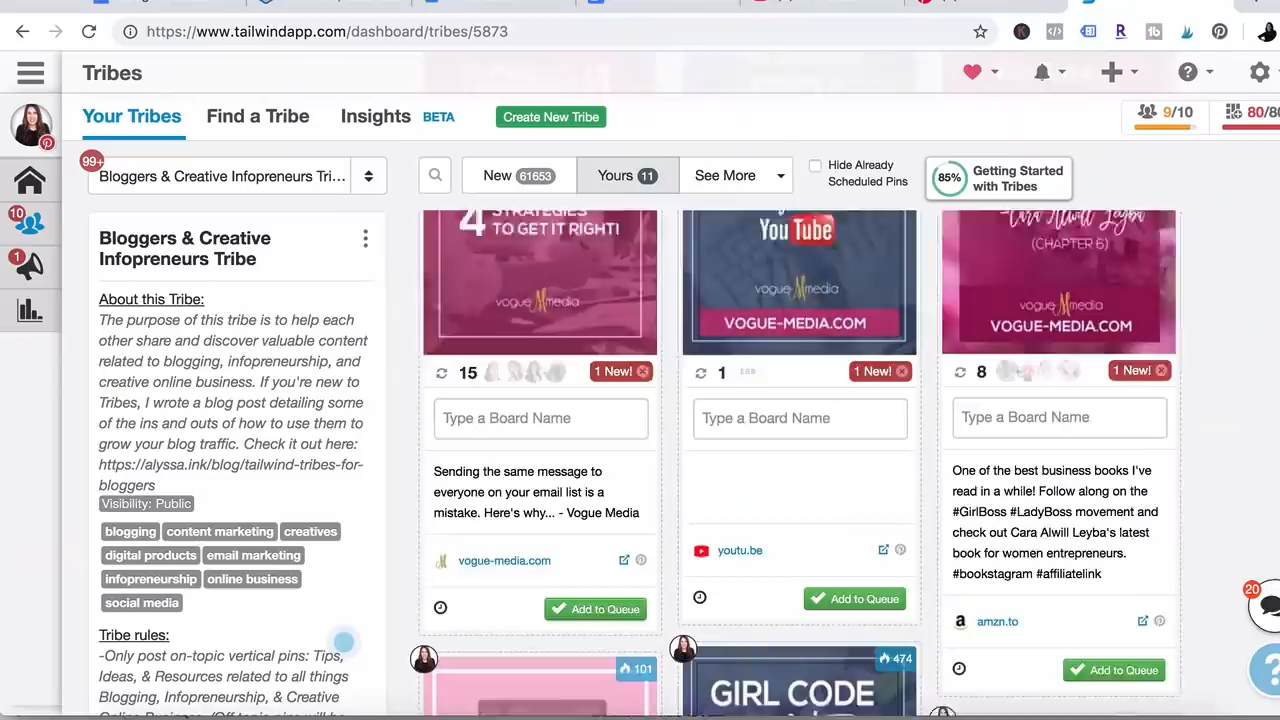 https://www.tailwindapp.com/dashboard/tribes/5873
Tribes
Your Tribes
Find a Tribe
Insights BETA
Create New Tribe
9/10
80/80
99+
Bloggers & Creative Infopreneurs Tri...
New 61653
Yours 11
See More
Hide Already
Scheduled Pins
85%
Getting Started
with Tribes
10
1
Bloggers & Creative
Infopreneurs Tribe
About this Tribe:
The purpose of this tribe is to help each
other share and discover valuable content
related to blogging, infopreneurship, and
creative online business. If you're new to
Tribes, I wrote a blog post detailing some
of the ins and outs of how to use them to
grow your blog traffic. Check it out here:
https://alyssa.ink/blog/tailwind-tribes-for-
bloggers
Visibility: Public
blogging content marketing creatives
digital products email marketing
infopreneurship online business
social media
Tribe rules:
-Only post on-topic vertical pins: Tips,
Ideas, & Resources related to all things
Blogging, Infopreneurship, & Creative
4 STRATEGIES
TO GET IT RIGHT!
vogue media
15
1 New!
Type a Board Name
Sending the same message to
everyone on your email list is a
mistake. Here's why... - Vogue Media
vogue-media.com
Add to Queue
101
YouTube
vogue media
VOGUE-MEDIA.COM
1
1 New!
Type a Board Name
youtu.be
Add to Queue
474
GIRL CODE
Cara Alwill Leyba
(CHAPTER 6)
vogue media
VOGUE-MEDIA.COM
8
1 New!
Type a Board Name
One of the best business books I've
read in a while! Follow along on the
#GirlBoss #LadyBoss movement and
check out Cara Alwill Leyba's latest
book for women entrepreneurs.
#bookstagram #affiliatelink
amzn.to
Add to Queue
20